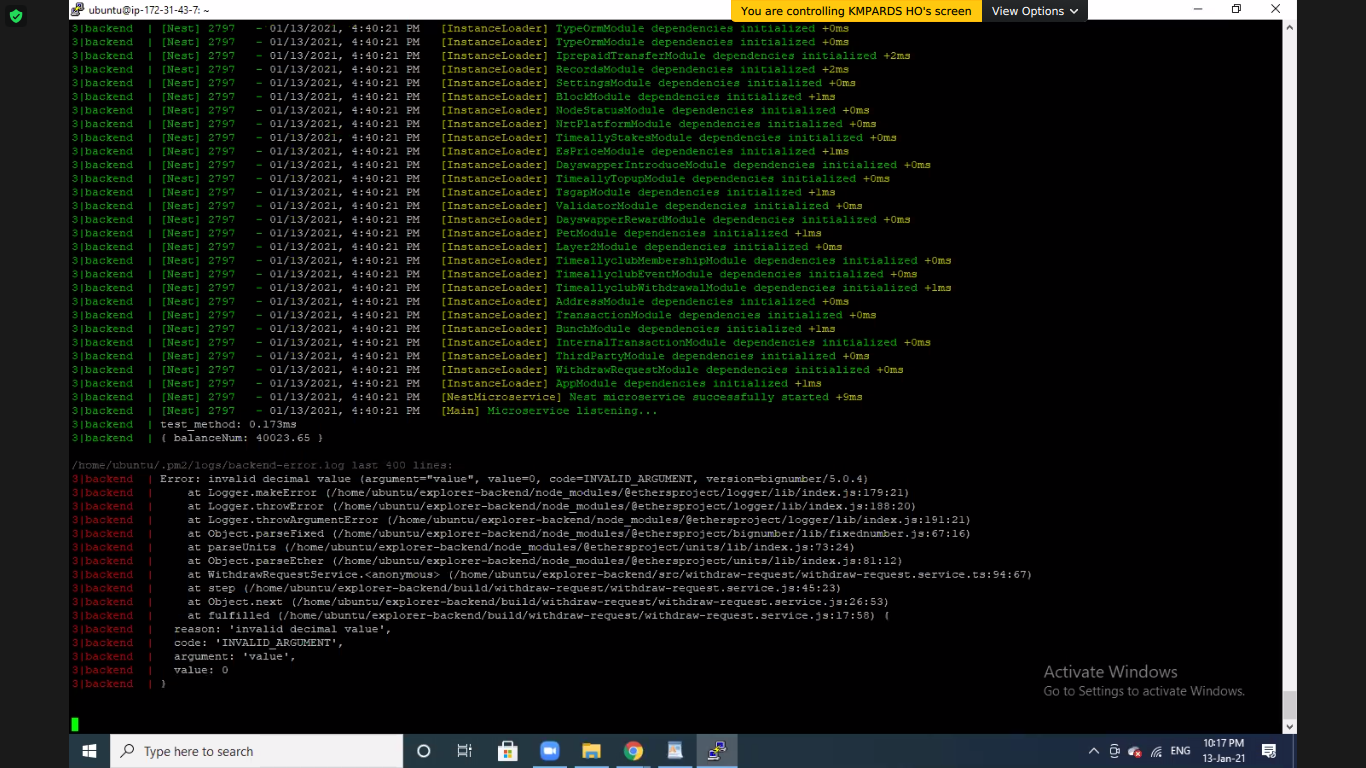 ubuntu@ip-172-31-43-7: ~
You are controlling KMPARDS HO's screen
View Options
3|backend | [Nest] 2797 - 01/13/2021, 4:40:21 PM [InstanceLoader] TypeOrmModule dependencies initialized +0ms
3|backend | [Nest] 2797 - 01/13/2021, 4:40:21 PM [InstanceLoader] TypeOrmModule dependencies initialized +0ms
3|backend | [Nest] 2797 - 01/13/2021, 4:40:21 PM [InstanceLoader] IprepaidTransferModule dependencies initialized +2ms
3|backend | [Nest] 2797 - 01/13/2021, 4:40:21 PM [InstanceLoader] RecordsModule dependencies initialized +2ms
3|backend | [Nest] 2797 - 01/13/2021, 4:40:21 PM [InstanceLoader] SettingsModule dependencies initialized +0ms
3|backend | [Nest] 2797 - 01/13/2021, 4:40:21 PM [InstanceLoader] BlockModule dependencies initialized +1ms
3|backend | [Nest] 2797 - 01/13/2021, 4:40:21 PM [InstanceLoader] NodeStatusModule dependencies initialized +0ms
3|backend | [Nest] 2797 - 01/13/2021, 4:40:21 PM [InstanceLoader] NrtPlatformModule dependencies initialized +0ms
3|backend | [Nest] 2797 - 01/13/2021, 4:40:21 PM [InstanceLoader] TimeallyStakesModule dependencies initialized +0ms
3|backend | [Nest] 2797 - 01/13/2021, 4:40:21 PM [InstanceLoader] EsPriceModule dependencies initialized +1ms
3|backend | [Nest] 2797 - 01/13/2021, 4:40:21 PM [InstanceLoader] DayswapperIntroduceModule dependencies initialized +0ms
3|backend | [Nest] 2797 - 01/13/2021, 4:40:21 PM [InstanceLoader] TimeallyTopupModule dependencies initialized +0ms
3|backend | [Nest] 2797 - 01/13/2021, 4:40:21 PM [InstanceLoader] TsgapModule dependencies initialized +1ms
3|backend | [Nest] 2797 - 01/13/2021, 4:40:21 PM [InstanceLoader] ValidatorModule dependencies initialized +0ms
3|backend | [Nest] 2797 - 01/13/2021, 4:40:21 PM [InstanceLoader] DayswapperRewardModule dependencies initialized +0ms
3|backend | [Nest] 2797 - 01/13/2021, 4:40:21 PM [InstanceLoader] PetModule dependencies initialized +1ms
3|backend | [Nest] 2797 - 01/13/2021, 4:40:21 PM [InstanceLoader] Layer2Module dependencies initialized +0ms
3|backend | [Nest] 2797 - 01/13/2021, 4:40:21 PM [InstanceLoader] TimeallyclubMembershipModule dependencies initialized +0ms
3|backend | [Nest] 2797 - 01/13/2021, 4:40:21 PM [InstanceLoader] TimeallyclubEventModule dependencies initialized +0ms
3|backend | [Nest] 2797 - 01/13/2021, 4:40:21 PM [InstanceLoader] TimeallyclubWithdrawalModule dependencies initialized +1ms
3|backend | [Nest] 2797 - 01/13/2021, 4:40:21 PM [InstanceLoader] AddressModule dependencies initialized +0ms
3|backend | [Nest] 2797 - 01/13/2021, 4:40:21 PM [InstanceLoader] TransactionModule dependencies initialized +0ms
3|backend | [Nest] 2797 - 01/13/2021, 4:40:21 PM [InstanceLoader] BunchModule dependencies initialized +1ms
3|backend | [Nest] 2797 - 01/13/2021, 4:40:21 PM [InstanceLoader] InternalTransactionModule dependencies initialized +0ms
3|backend | [Nest] 2797 - 01/13/2021, 4:40:21 PM [InstanceLoader] ThirdPartyModule dependencies initialized +0ms
3|backend | [Nest] 2797 - 01/13/2021, 4:40:21 PM [InstanceLoader] WithdrawRequestModule dependencies initialized +0ms
3|backend | [Nest] 2797 - 01/13/2021, 4:40:21 PM [InstanceLoader] AppModule dependencies initialized +1ms
3|backend | [Nest] 2797 - 01/13/2021, 4:40:21 PM [NestMicroservice] Nest microservice successfully started +9ms
3|backend | [Nest] 2797 - 01/13/2021, 4:40:21 PM [Main] Microservice listening...
3|backend | test_method: 0.173ms
3|backend | { balanceNum: 40023.65 }
/home/ubuntu/.pm2/logs/backend-error.log last 400 lines:
3|backend | Error: invalid decimal value (argument="value", value=0, code=INVALID_ARGUMENT, version=bignumber/5.0.4)
3|backend | at Logger.makeError (/home/ubuntu/explorer-backend/node_modules/@ethersproject/logger/lib/index.js:179:21)
3|backend | at Logger.throwError (/home/ubuntu/explorer-backend/node_modules/@ethersproject/logger/lib/index.js:188:20)
3|backend | at Logger.throwArgumentError (/home/ubuntu/explorer-backend/node_modules/@ethersproject/logger/lib/index.js:191:21)
3|backend | at Object.parseFixed (/home/ubuntu/explorer-backend/node_modules/@ethersproject/bignumber/lib/fixednumber.js:67:16)
3|backend | at parseUnits (/home/ubuntu/explorer-backend/node_modules/@ethersproject/units/lib/index.js:73:24)
3|backend | at Object.parseEther (/home/ubuntu/explorer-backend/node_modules/@ethersproject/units/lib/index.js:81:12)
3|backend | at WithdrawRequestService.<anonymous> (/home/ubuntu/explorer-backend/src/withdraw-request/withdraw-request.service.ts:94:67)
3|backend | at step (/home/ubuntu/explorer-backend/build/withdraw-request/withdraw-request.service.js:45:23)
3|backend | at Object.next (/home/ubuntu/explorer-backend/build/withdraw-request/withdraw-request.service.js:26:53)
3|backend | at fulfilled (/home/ubuntu/explorer-backend/build/withdraw-request/withdraw-request.service.js:17:58) {
3|backend | reason: 'invalid decimal value',
3|backend | code: 'INVALID_ARGUMENT',
3|backend | argument: 'value',
3|backend | value: 0
3|backend | }
Activate Windows
Go to Settings to activate Windows.
Type here to search
ENG
10:17 PM
13-Jan-21